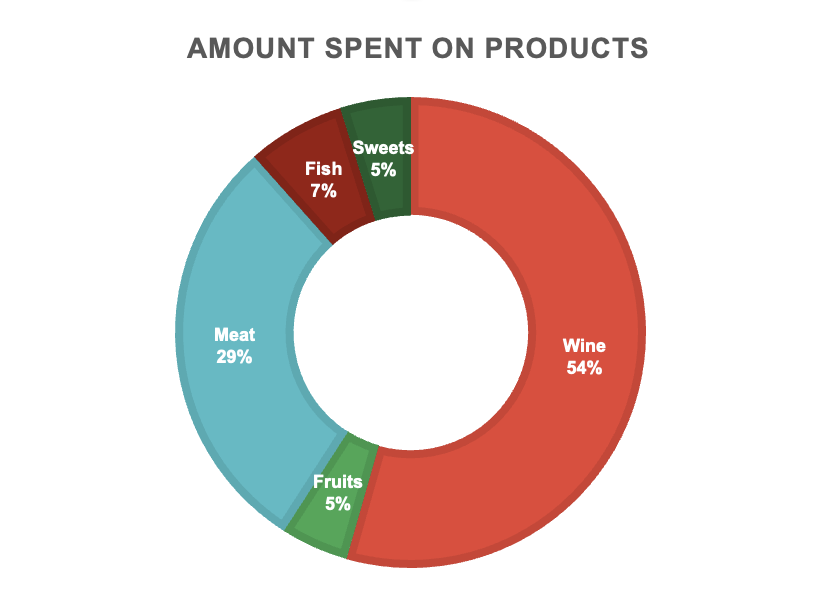 AMOUNT SPENT ON PRODUCTS
Sweets
5%
Fish
7%
Meat
29%
Wine
54%
Fruits
5%